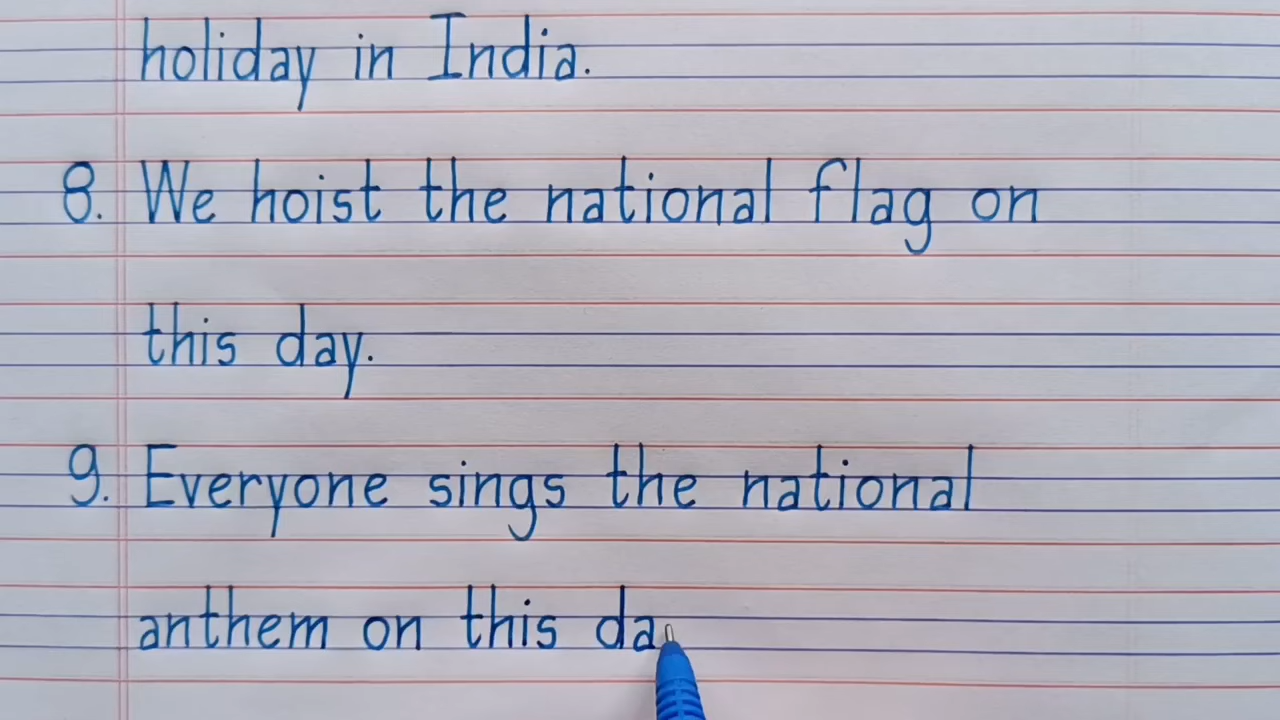 holiday in India.
8. We hoist the national flag on
this day.
9. Everyone sings the national
anthem on this da